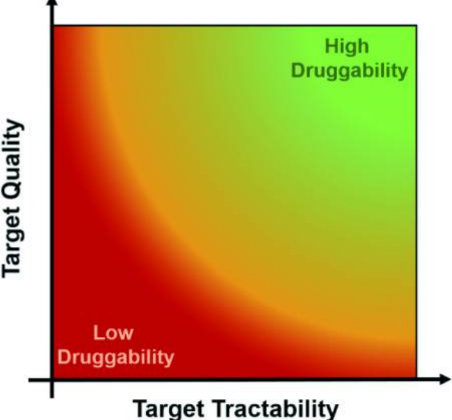 High
Druggability
Target Quality
Low
Druggability
Target Tractability